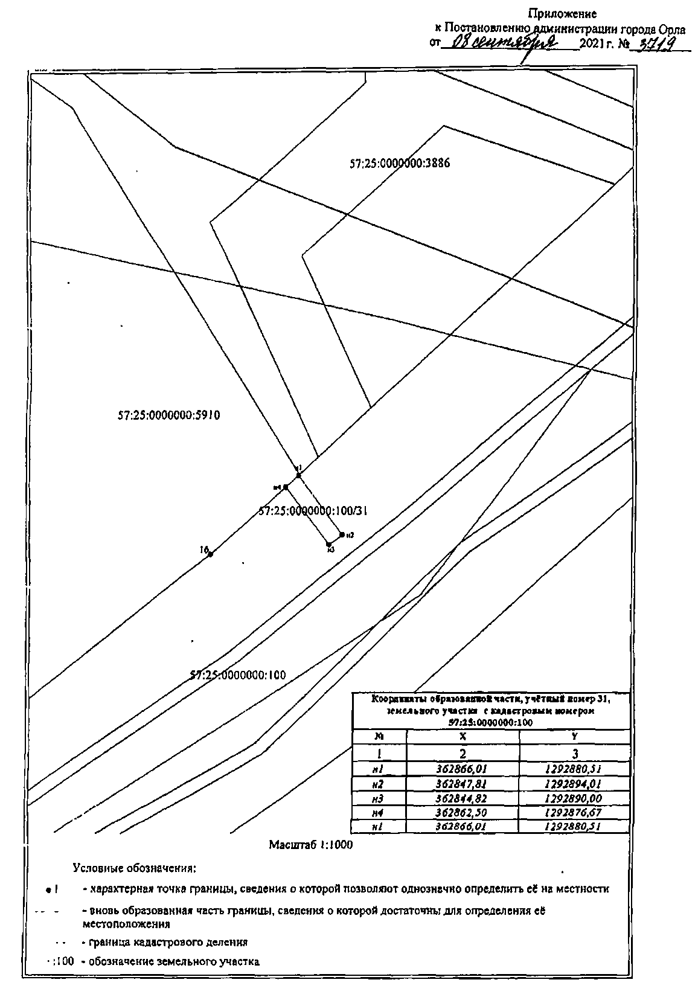 Приложение
к Постановлению администрации города Орла
от 08 сентября 2021 г. № 3719
57:25:0000000:3886
57:25:0000000:5910
1
н4
57:25:0000000:100/31
н2
н3
16
57:25:0000000:100
Координаты образованной части, учётный номер 31,
земельного участка с кадастровым номером
57:25:0000000:100
№ X Y
1 2 3
н1 362866,01 1292880,51
н2 362847,81 1292894,01
н3 362844,82 1292890,00
н4 362862,50 1292876,67
н1 362866,01 1292880,51
Масштаб 1:1000
Условные обозначения:
• 1 - характерная точка границы, сведения о которой позволяют однозначно определить её на местности
- вновь образованная часть границы, сведения о которой достаточны для определения её
местоположения
- граница кадастрового деления
:100 - обозначение земельного участка